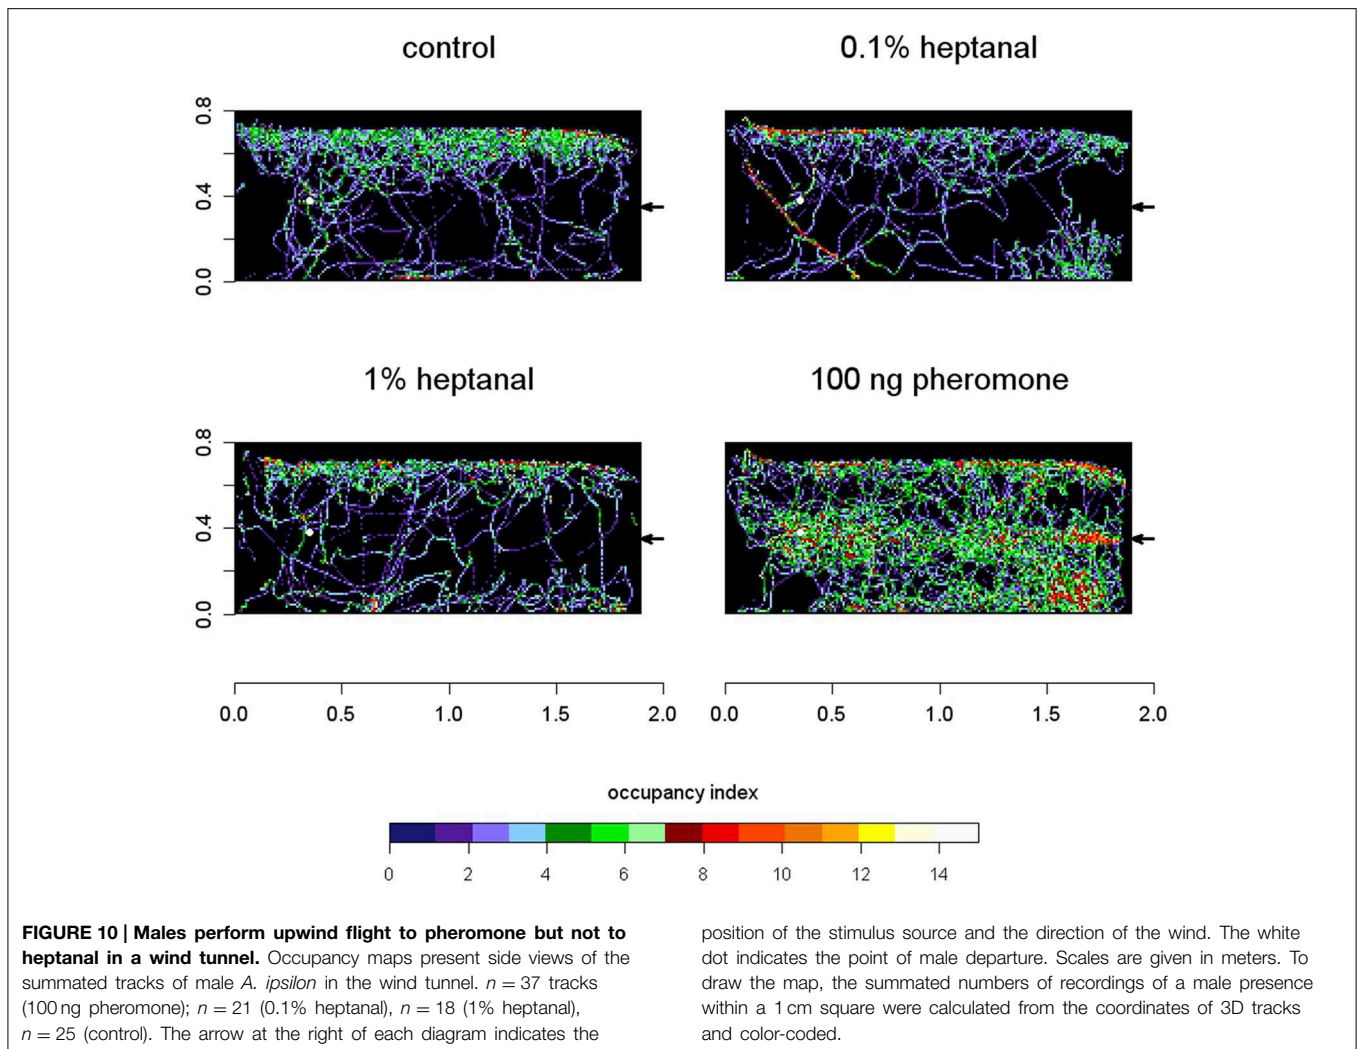 control
0.1% heptanal
0.8
0.4
0.0
1% heptanal
100 ng pheromone
0.8
0.4
0.0
0.0 0.5 1.0 1.5 2.0
0.0 0.5 1.0 1.5 2.0
occupancy index
0 2 4 6 8 10 12 14
FIGURE 10 | Males perform upwind flight to pheromone but not to
heptanal in a wind tunnel. Occupancy maps present side views of the
summated tracks of male A. ipsilon in the wind tunnel. n = 37 tracks
(100 ng pheromone); n = 21 (0.1% heptanal), n = 18 (1% heptanal),
n = 25 (control). The arrow at the right of each diagram indicates the
position of the stimulus source and the direction of the wind. The white
dot indicates the point of male departure. Scales are given in meters. To
draw the map, the summated numbers of recordings of a male presence
within a 1 cm square were calculated from the coordinates of 3D tracks
and color-coded.